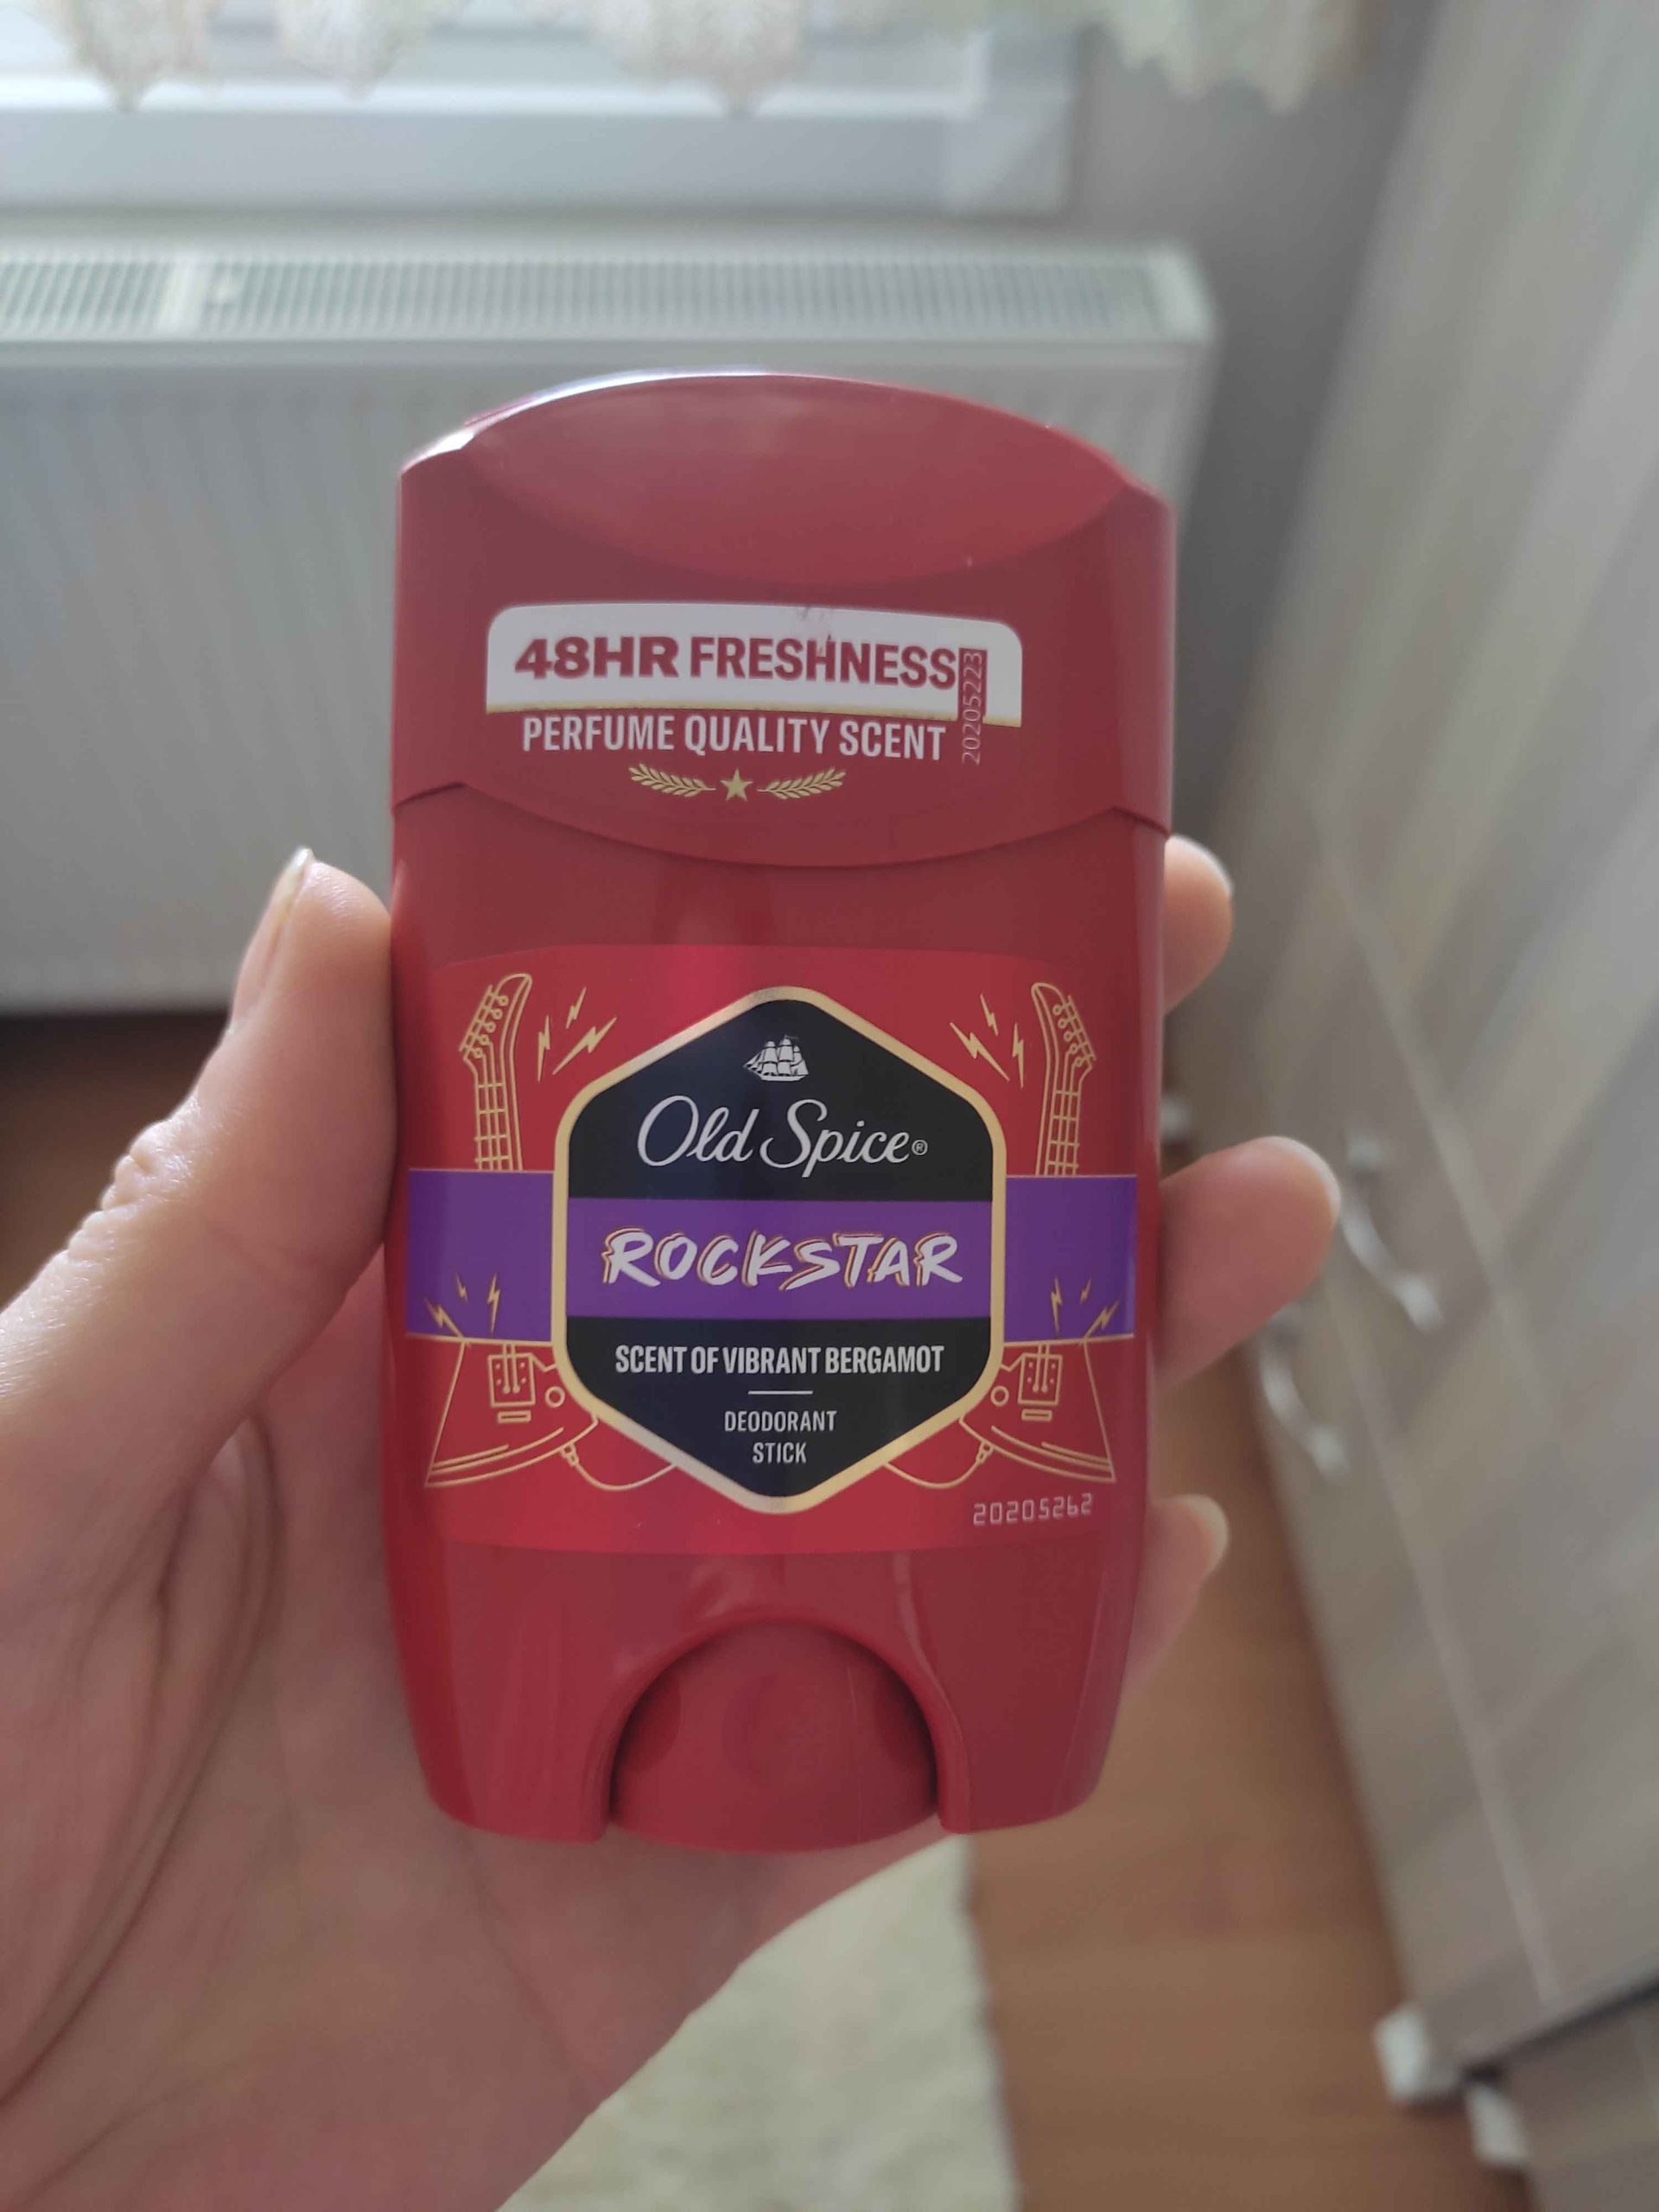 48HR FRESHNESS
20205223
PERFUME QUALITY SCENT
Old Spice®
ROCKSTAR
SCENT OF VIBRANT BERGAMOT
DEODORANT
STICK
20205262